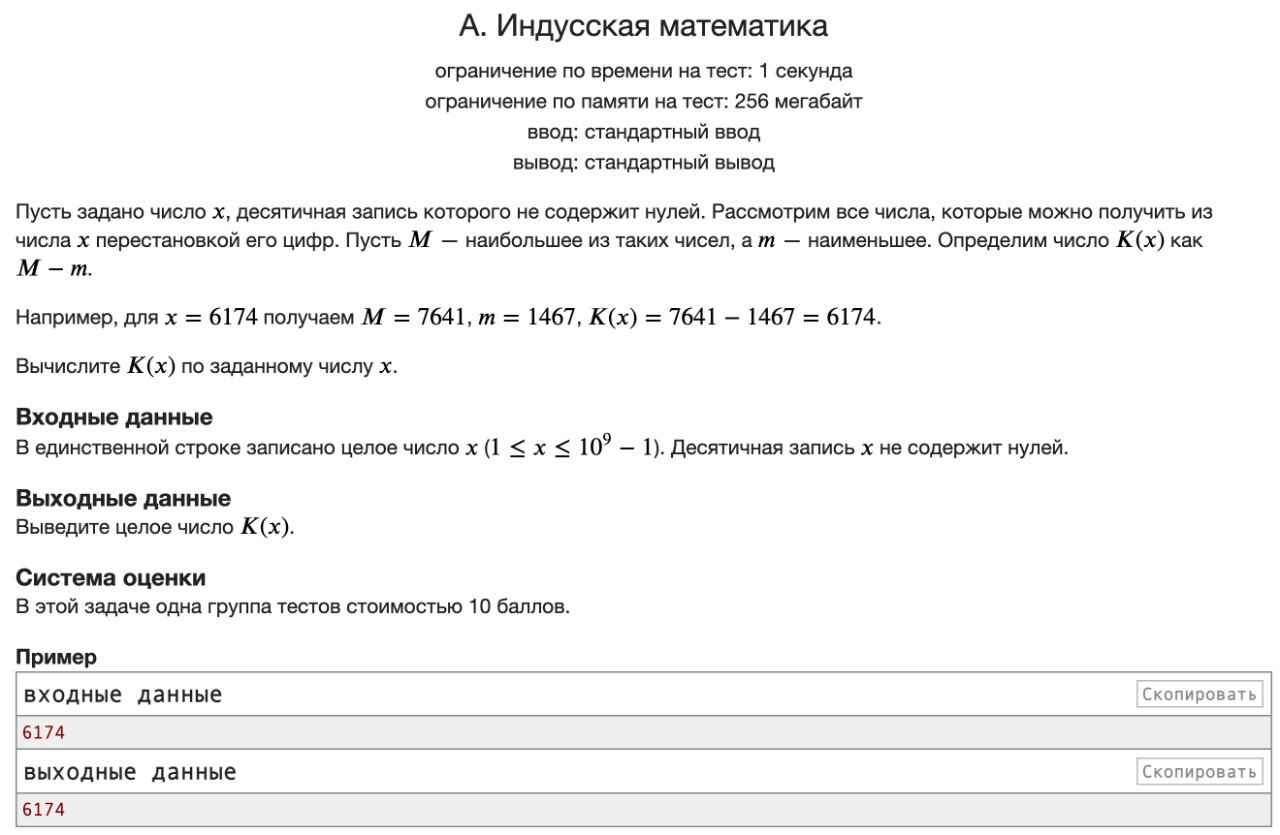 А. Индусская математика
ограничение по времени на тест: 1 секунда
ограничение по памяти на тест: 256 мегабайт
ввод: стандартный ввод
вывод: стандартный вывод
Пусть задано число x, десятичная запись которого не содержит нулей. Рассмотрим все числа, которые можно получить из
числа x перестановкой его цифр. Пусть M — наибольшее из таких чисел, а m — наименьшее. Определим число K(x) как
M − m.
Например, для x = 6174 получаем M = 7641, m = 1467, K(x) = 7641 − 1467 = 6174.
Вычислите K(x) по заданному числу x.
Входные данные
В единственной строке записано целое число x (1 ≤ x ≤ 10⁹ − 1). Десятичная запись x не содержит нулей.
Выходные данные
Выведите целое число K(x).
Система оценки
В этой задаче одна группа тестов стоимостью 10 баллов.
Пример
входные данные Скопировать
6174
выходные данные Скопировать
6174